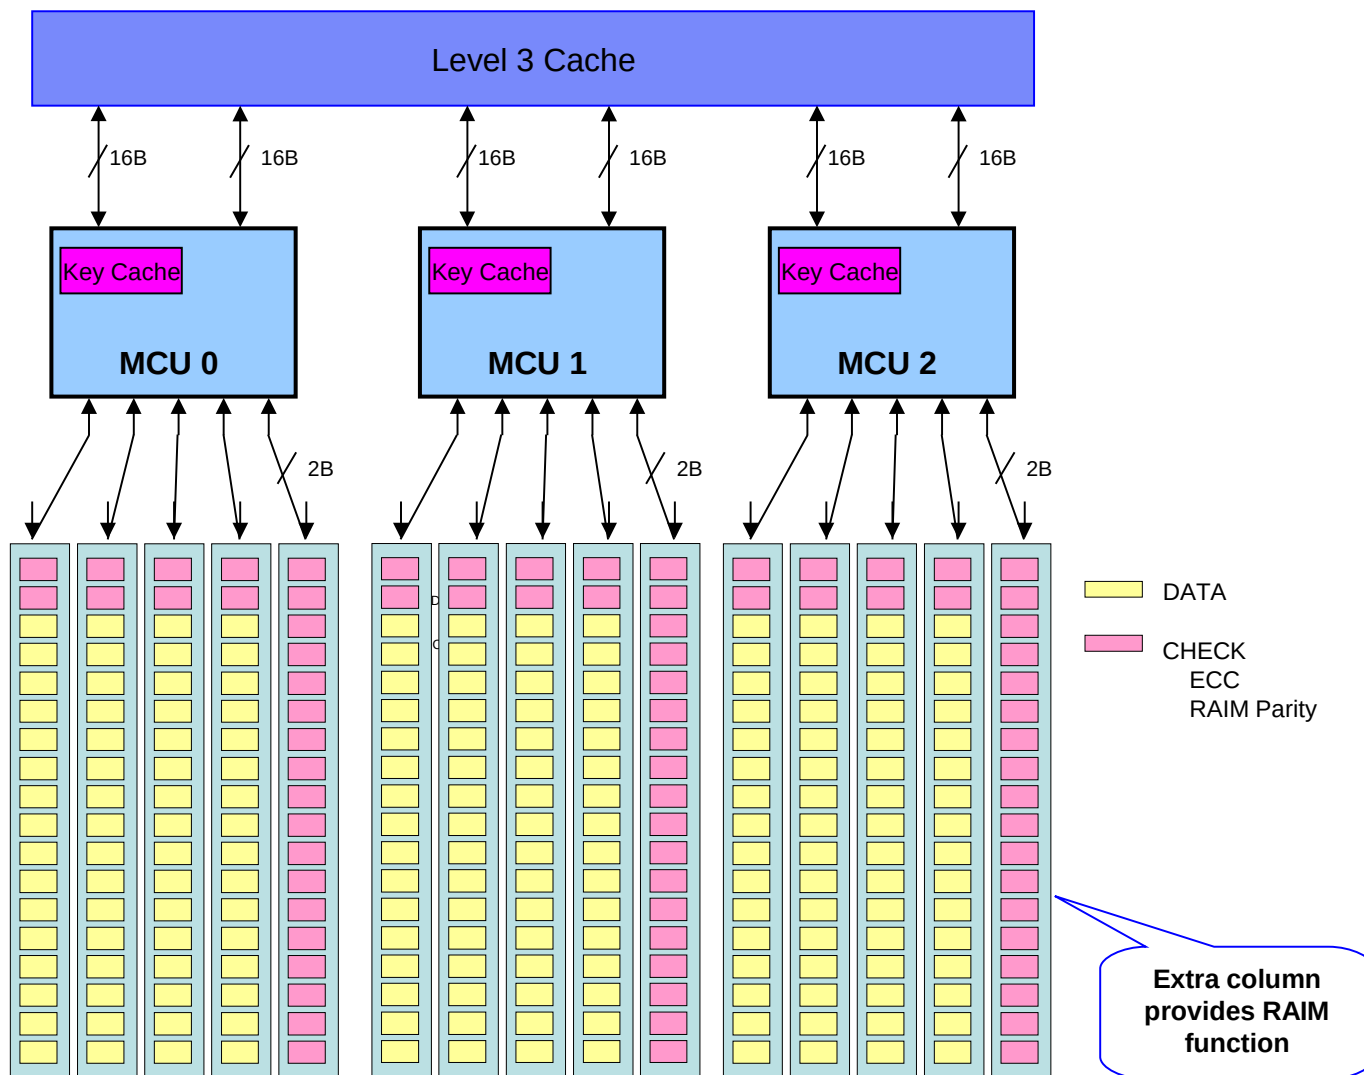 Level 3 Cache
16B 16B 16B 16B 16B 16B
Key Cache Key Cache Key Cache
MCU 0 MCU 1 MCU 2
2B 2B 2B
DATA
CHECK
ECC
RAIM Parity
Extra column
provides RAIM
function